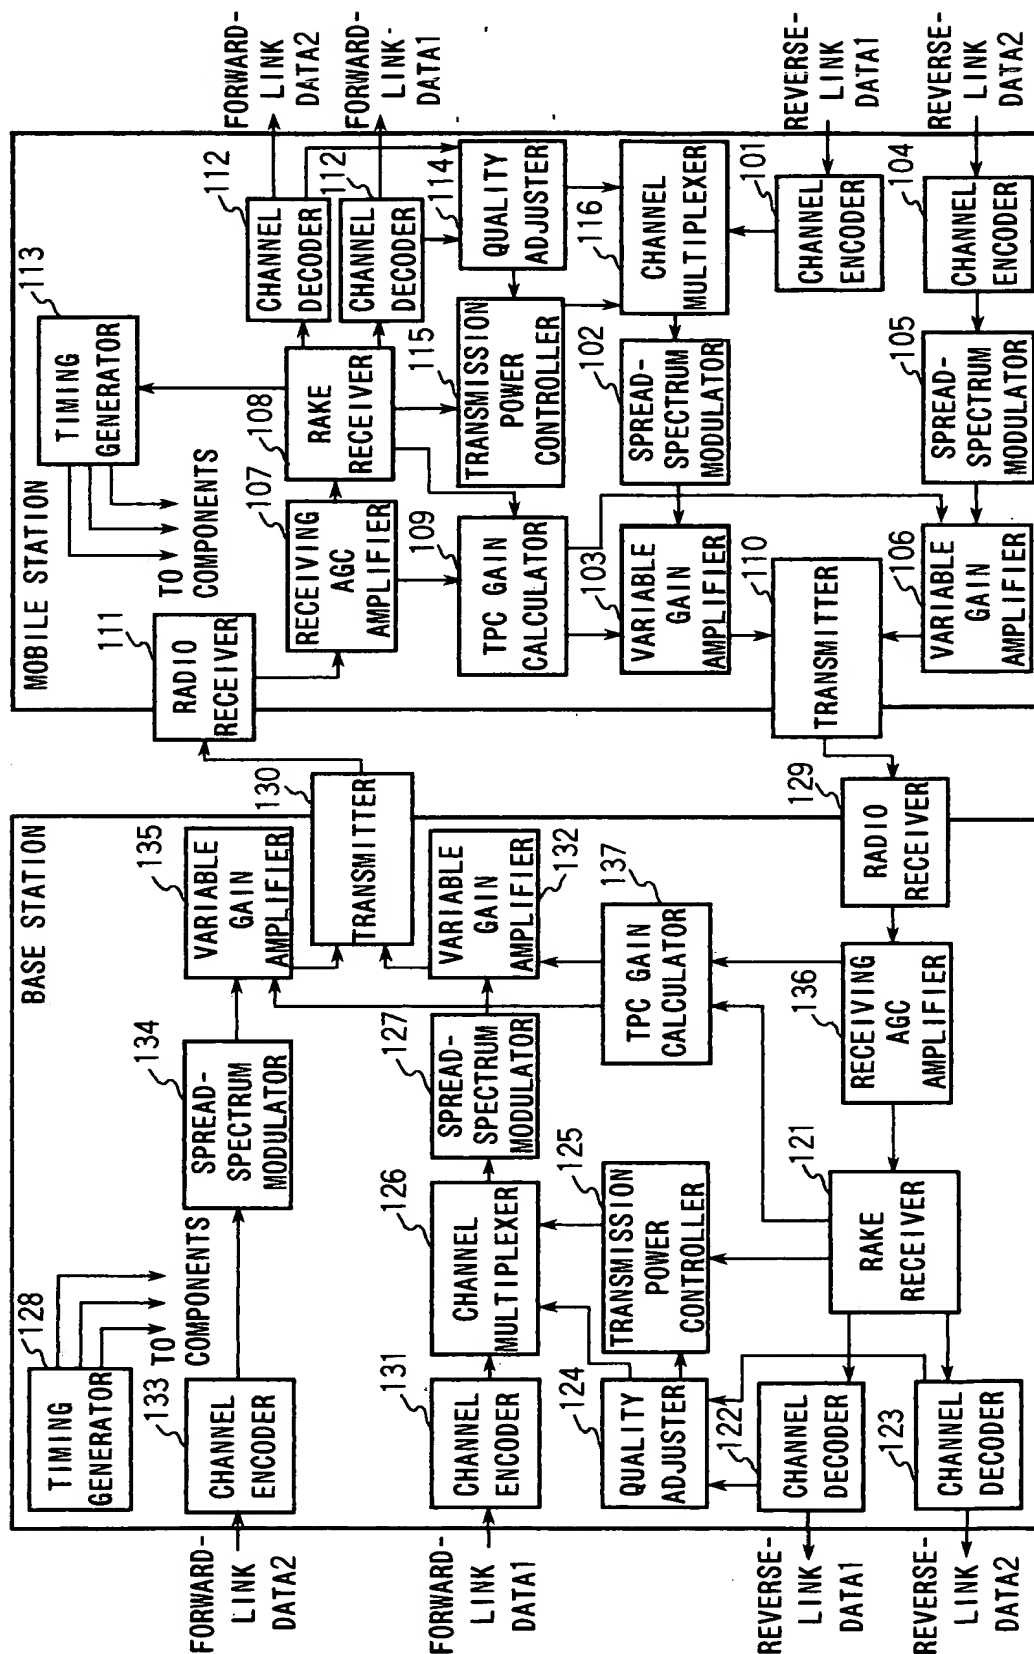 BASE STATION
128
TIMING
GENERATOR
TO
COMPONENTS
133
CHANNEL
ENCODER
FORWARD-
LINK
DATA2
134
SPREAD-
SPECTRUM
MODULATOR
135
VARIABLE
GAIN
AMPLIFIER
130
TRANSMITTER
FORWARD-
LINK
DATA1
131
CHANNEL
ENCODER
126
CHANNEL
MULTIPLEXER
127
SPREAD-
SPECTRUM
MODULATOR
132
VARIABLE
GAIN
AMPLIFIER
124
QUALITY
ADJUSTER
125
TRANSMISSION
POWER
CONTROLLER
137
TPC GAIN
CALCULATOR
REVERSE-
LINK
DATA1
122
CHANNEL
DECODER
REVERSE-
LINK
DATA2
123
CHANNEL
DECODER
121
RAKE
RECEIVER
136
RECEIVING
AGC
AMPLIFIER
129
RADIO
RECEIVER
MOBILE STATION
111
RADIO
RECEIVER
TO
COMPONENTS
113
TIMING
GENERATOR
107
RECEIVING
AGC
AMPLIFIER
108
RAKE
RECEIVER
112
CHANNEL
DECODER
112
CHANNEL
DECODER
FORWARD-
LINK
DATA2
FORWARD-
LINK-
DATA1
109
TPC GAIN
CALCULATOR
115
TRANSMISSION
POWER
CONTROLLER
114
QUALITY
ADJUSTER
103
VARIABLE
GAIN
AMPLIFIER
102
SPREAD-
SPECTRUM
MODULATOR
116
CHANNEL
MULTIPLEXER
110
TRANSMITTER
101
CHANNEL
ENCODER
REVERSE-
LINK
DATA1
106
VARIABLE
GAIN
AMPLIFIER
105
SPREAD-
SPECTRUM
MODULATOR
104
CHANNEL
ENCODER
REVERSE-
LINK
DATA2